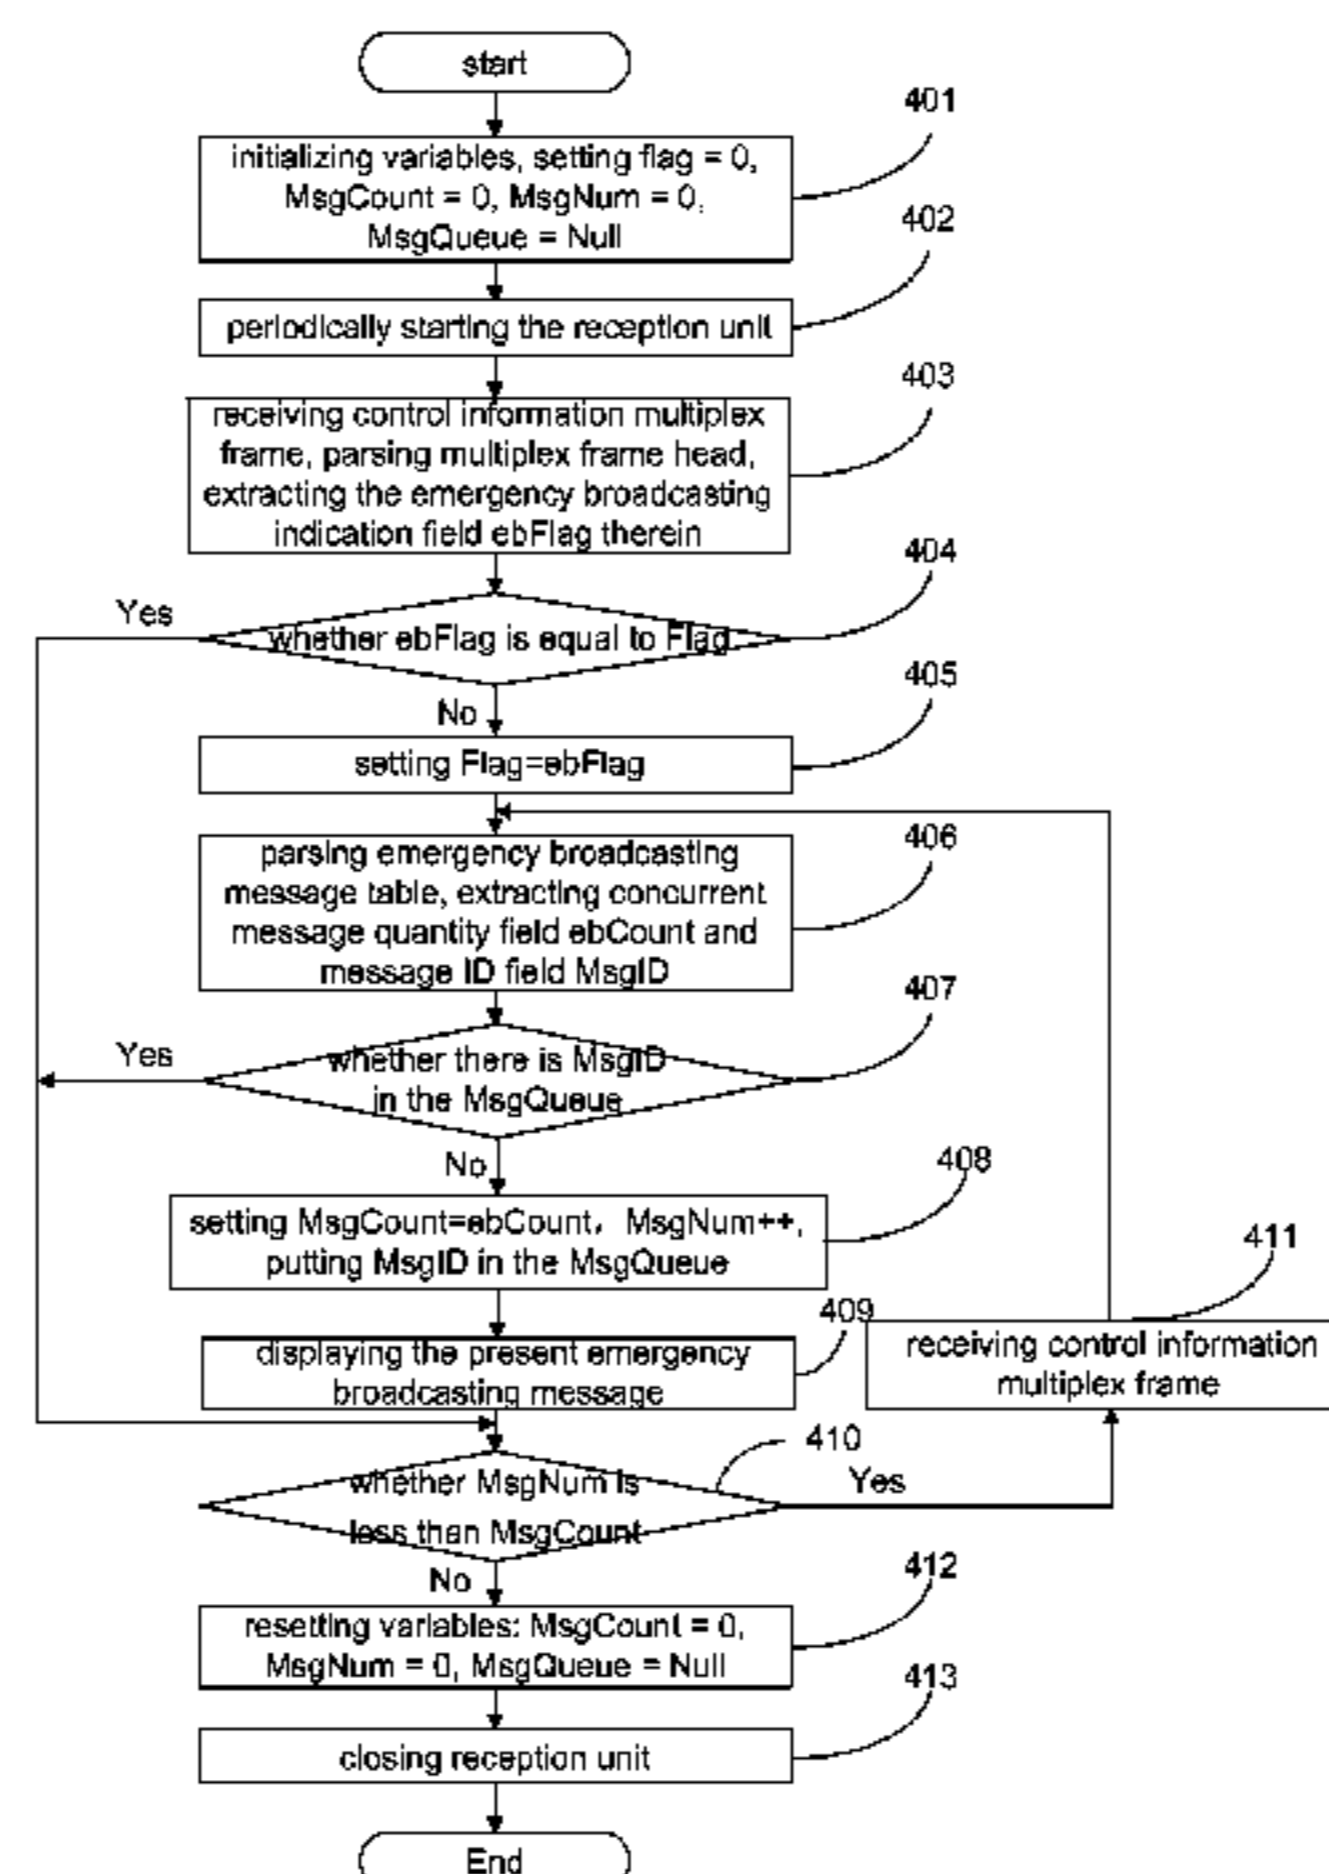 start
401
initializing variables, setting flag = 0,
MsgCount = 0, MsgNum = 0,
MsgQueue = Null
402
periodically starting the reception unit
403
receiving control information multiplex
frame, parsing multiplex frame head,
extracting the emergency broadcasting
indication field ebFlag therein
404
Yes
whether ebFlag is equal to Flag
No
405
setting Flag=ebFlag
406
parsing emergency broadcasting
message table, extracting concurrent
message quantity field ebCount and
message ID field MsgID
407
Yes
whether there is MsgID
in the MsgQueue
No
408
setting MsgCount=ebCount, MsgNum++,
putting MsgID in the MsgQueue
409
displaying the present emergency
broadcasting message
411
receiving control information
multiplex frame
410
whether MsgNum is
less than MsgCount
Yes
No
412
resetting variables: MsgCount = 0,
MsgNum = 0, MsgQueue = Null
413
closing reception unit
End